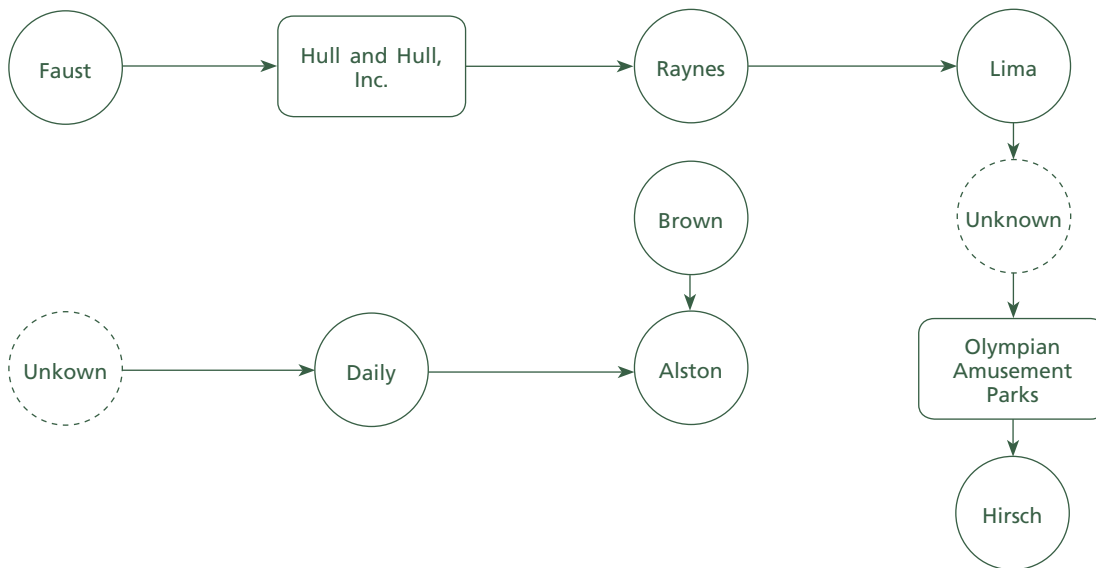 Faust
Hull and Hull,
Inc.
Raynes
Lima
Brown
Unknown
Unkown
Daily
Alston
Olympian
Amusement
Parks
Hirsch